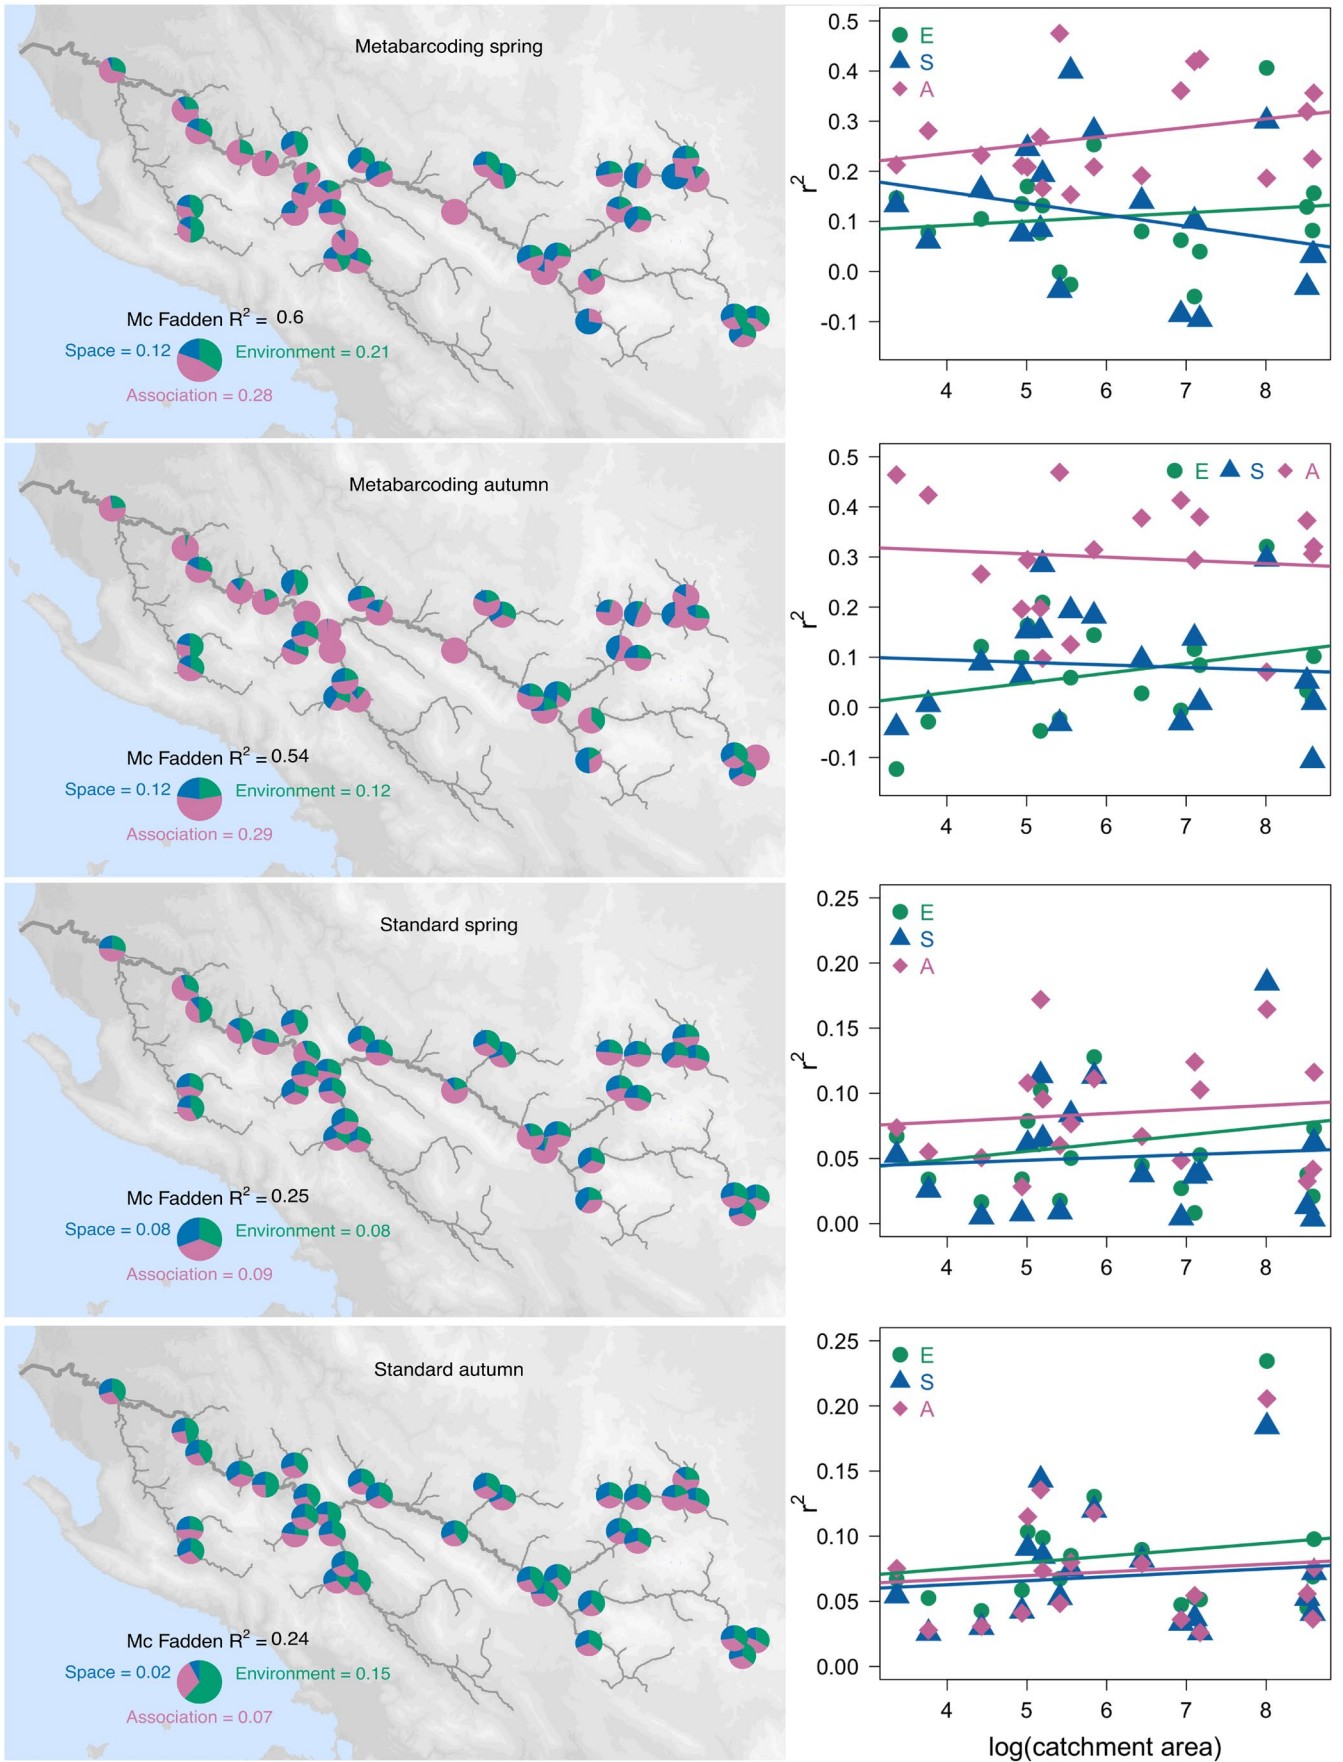 Metabarcoding spring
Mc Fadden R² = 0.6
Space = 0.12 Environment = 0.21
Association = 0.28
E
S
A
0.5
0.4
0.3
0.2
0.1
0.0
-0.1
r²
4 5 6 7 8
Metabarcoding autumn
Mc Fadden R² = 0.54
Space = 0.12 Environment = 0.12
Association = 0.29
E S A
0.5
0.4
0.3
0.2
0.1
0.0
-0.1
r²
4 5 6 7 8
Standard spring
Mc Fadden R² = 0.25
Space = 0.08 Environment = 0.08
Association = 0.09
E
S
A
0.25
0.20
0.15
0.10
0.05
0.00
r²
4 5 6 7 8
Standard autumn
Mc Fadden R² = 0.24
Space = 0.02 Environment = 0.15
Association = 0.07
E
S
A
0.25
0.20
0.15
0.10
0.05
0.00
r²
4 5 6 7 8
log(catchment area)